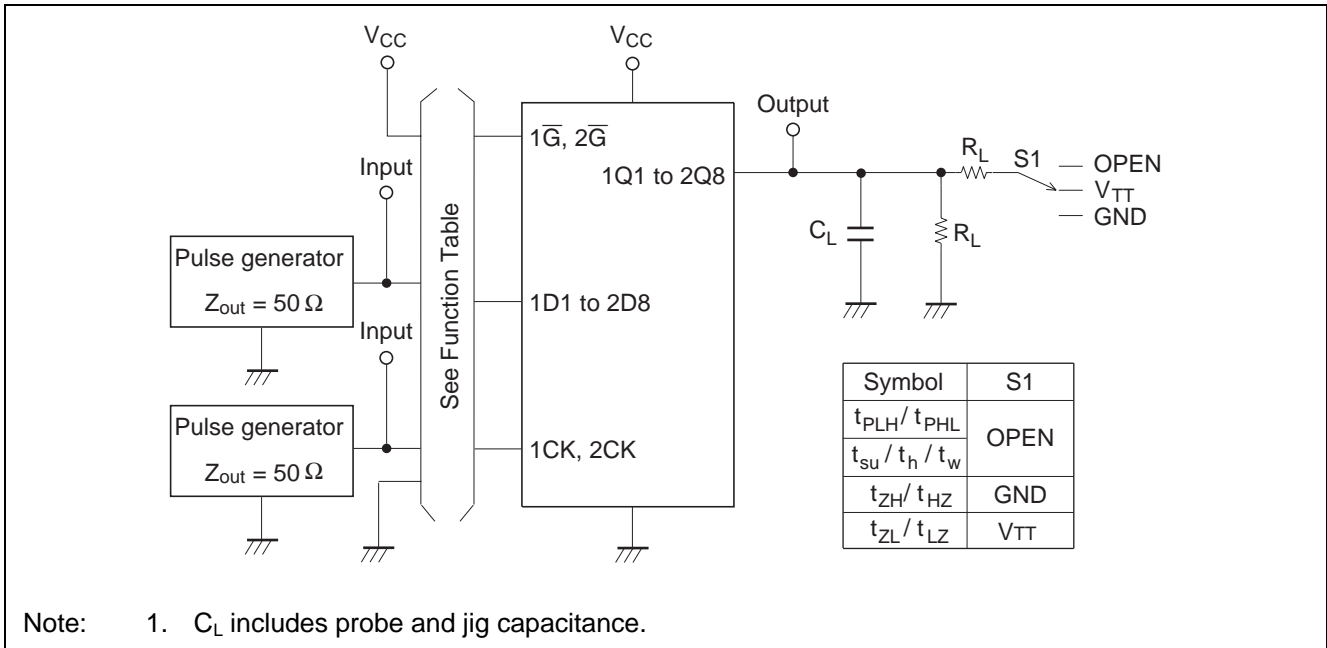 VCC
VCC
Output
1G̅, 2G̅
RL
S1
OPEN
VTT
GND
Input
1Q1 to 2Q8
CL
RL
Pulse generator
Zout = 50 Ω
See Function Table
1D1 to 2D8
Input
Pulse generator
Zout = 50 Ω
1CK, 2CK
Symbol S1
tPLH / tPHL
OPEN
tsu / th / tw
tZH / tHZ GND
tZL / tLZ VTT
Note: 1. CL includes probe and jig capacitance.